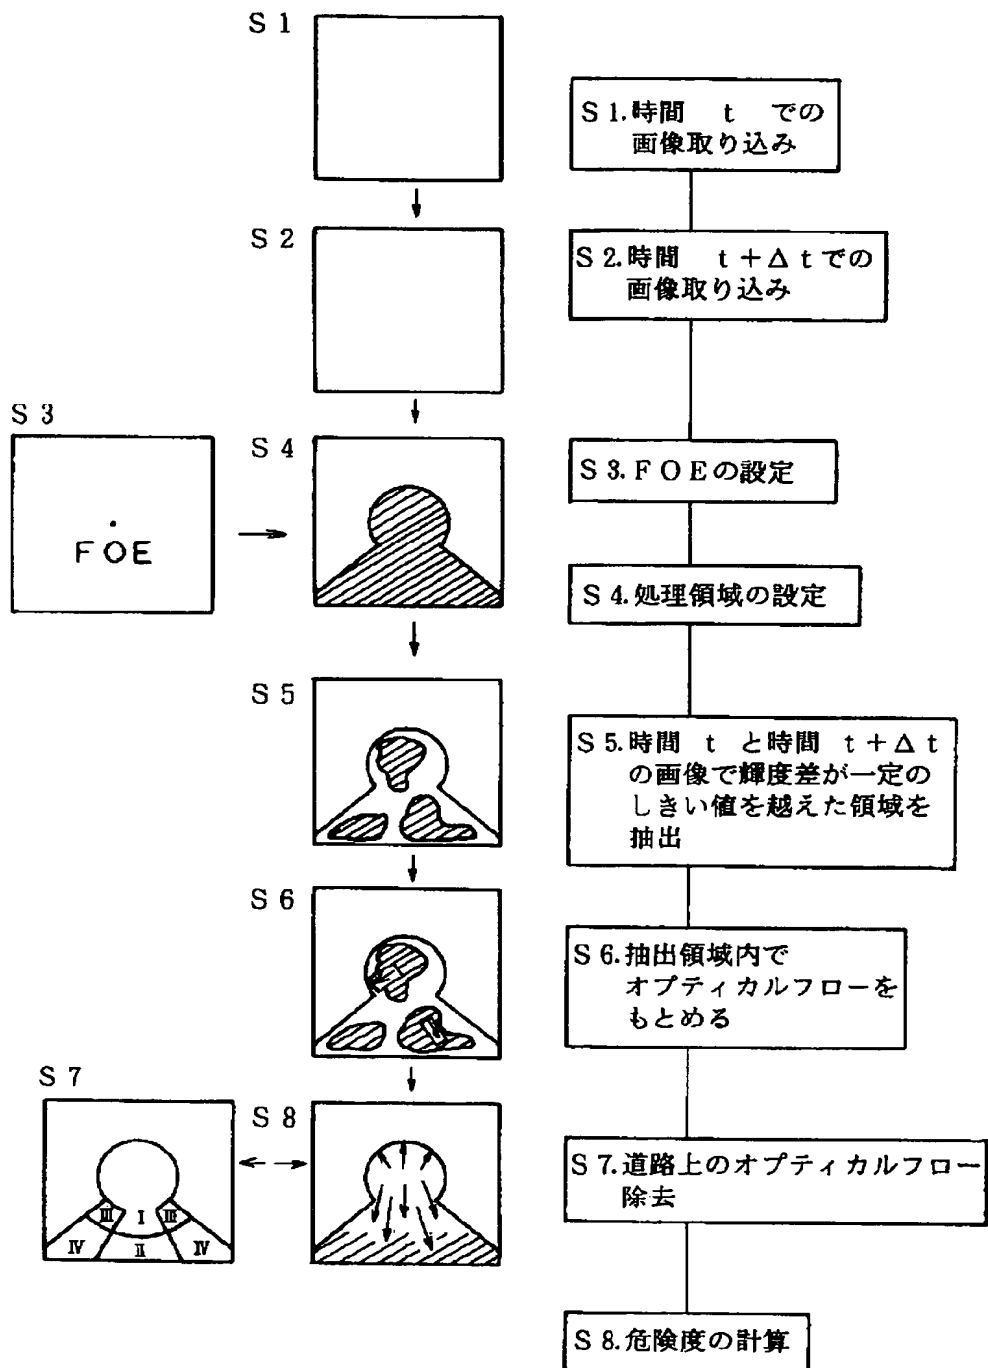 S 1
S 2
S 3
FOE
S 4
S 5
S 6
S 7
Ⅲ Ⅰ Ⅲ
Ⅳ Ⅱ Ⅳ
S 8
S 1.時間 t での
画像取り込み
S 2.時間 t+Δtでの
画像取り込み
S 3.FOEの設定
S 4.処理領域の設定
S 5.時間 t と時間 t+Δt
の画像で輝度差が一定の
しきい値を越えた領域を
抽出
S 6.抽出領域内で
オプティカルフローを
もとめる
S 7.道路上のオプティカルフロー
除去
S 8.危険度の計算